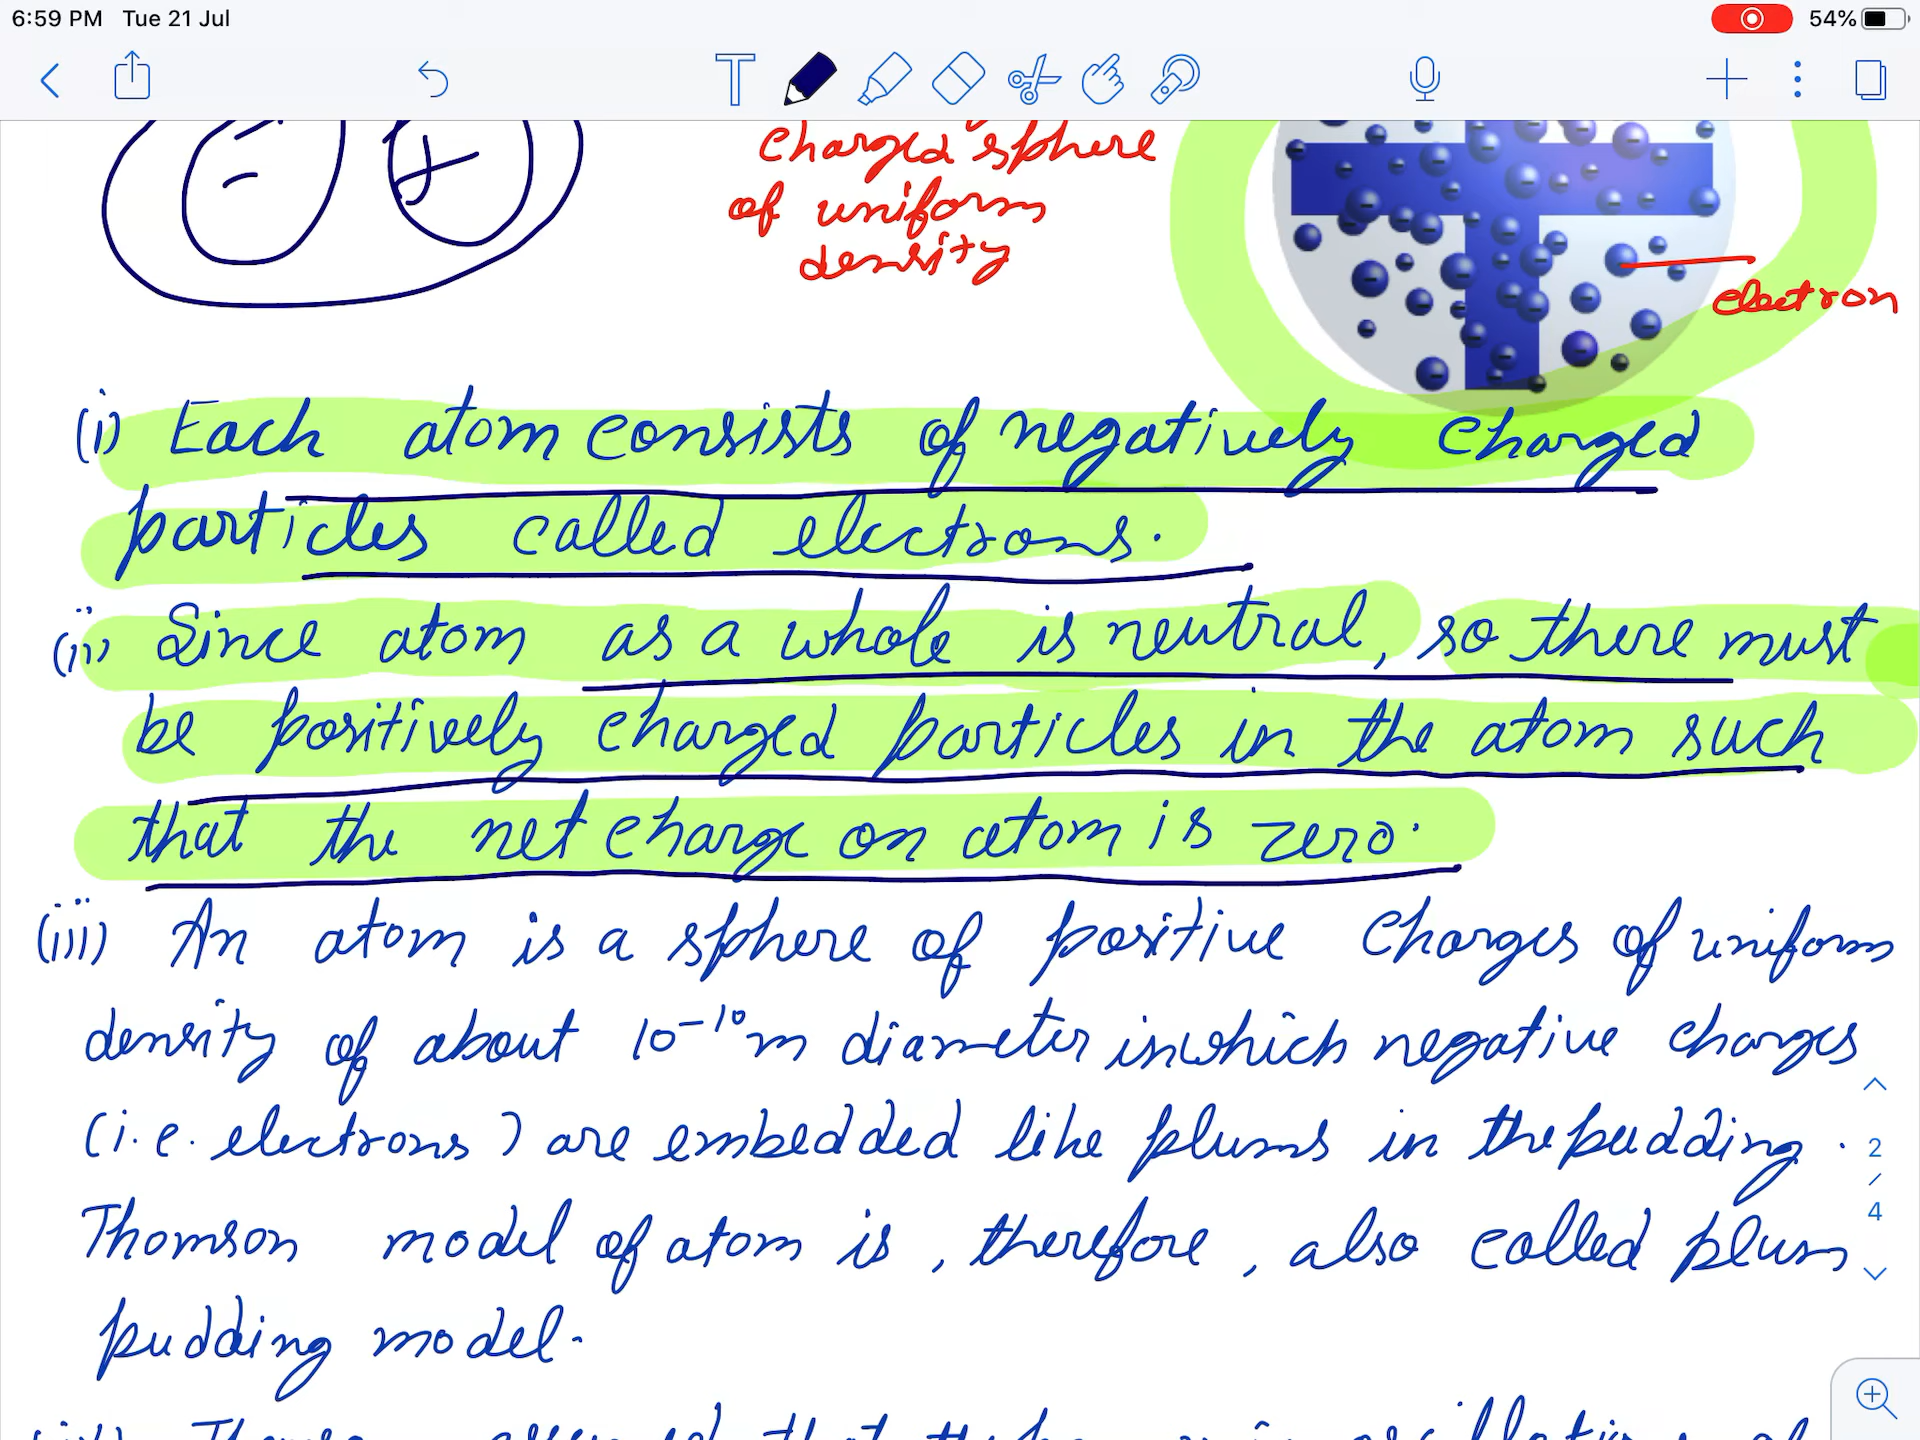 6:59 PM Tue 21 Jul
54%
charged sphere
of uniform
density
electron
(i) Each atom consists of negatively charged
particles called electrons.
(ii) Since atom as a whole is neutral, so there must
be positively charged particles in the atom such
that the net charge on atom is zero.
(iii) An atom is a sphere of positive charges of uniform
density of about 10⁻¹⁰m diameter in which negative charges
(i.e. electrons) are embedded like plums in the pudding.
Thomson model of atom is, therefore, also called plum
pudding model.
2
/
4